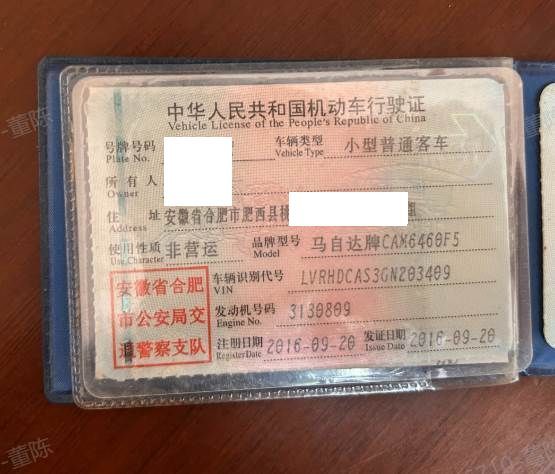 中华人民共和国机动车行驶证
Vehicle License of the People's Republic of China
号牌号码 车辆类型 小型普通客车
Plate No. Vehicle Type
所有人
Owner
住址 安徽省合肥市肥西县
Address
使用性质 非营运 品牌型号 马自达牌CAM6460F5
Use Character Model
安徽省合肥市公安局交通警察支队
车辆识别代号 LVRHDCAS3GN203409
VIN
发动机号码 3130809
Engine No.
注册日期 2016-09-20 发证日期 2016-09-20
Register Date Issue Date
董陈
-董陈
-董陈